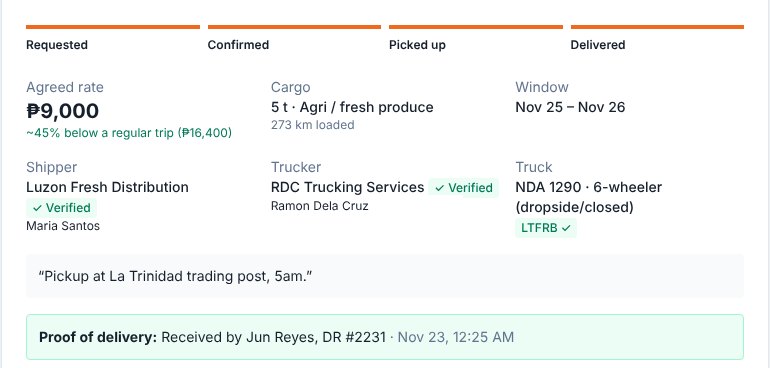 Requested
Confirmed
Picked up
Delivered
Agreed rate
₱9,000
~45% below a regular trip (₱16,400)
Cargo
5 t · Agri / fresh produce
273 km loaded
Window
Nov 25 – Nov 26
Shipper
Luzon Fresh Distribution
✓ Verified
Maria Santos
Trucker
RDC Trucking Services ✓ Verified
Ramon Dela Cruz
Truck
NDA 1290 · 6-wheeler
(dropside/closed)
LTFRB ✓
“Pickup at La Trinidad trading post, 5am.”
Proof of delivery: Received by Jun Reyes, DR #2231 · Nov 23, 12:25 AM